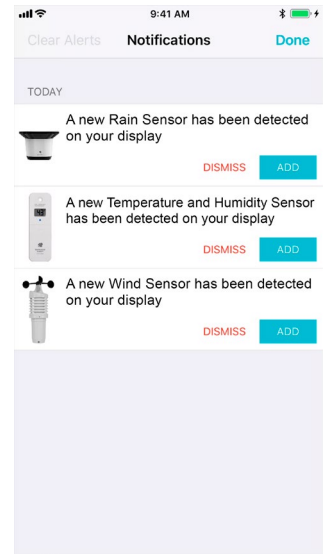 9:41 AM
Clear Alerts Notifications Done
TODAY
A new Rain Sensor has been detected
on your display
DISMISS ADD
A new Temperature and Humidity Sensor
has been detected on your display
DISMISS ADD
A new Wind Sensor has been detected
on your display
DISMISS ADD